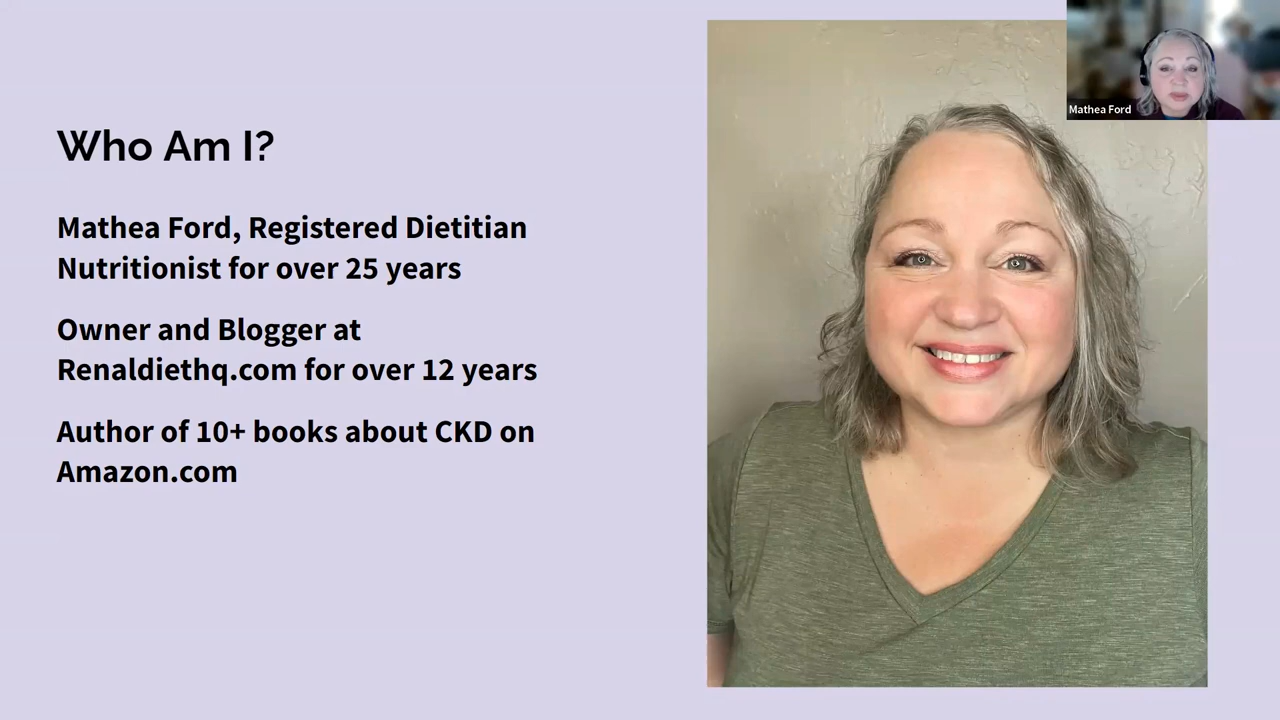 Who Am I?
Mathea Ford, Registered Dietitian
Nutritionist for over 25 years
Owner and Blogger at
Renaldiethq.com for over 12 years
Author of 10+ books about CKD on
Amazon.com
Mathea Ford